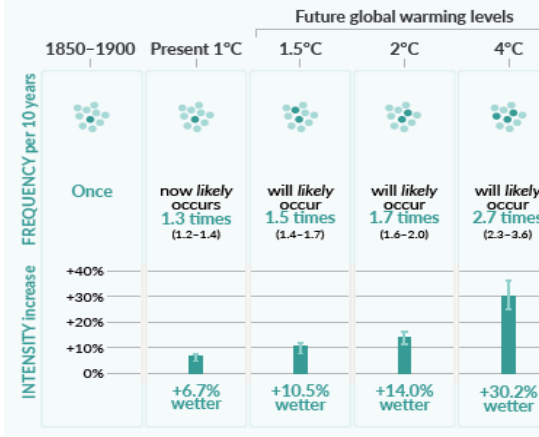 Future global warming levels
1850–1900 Present 1°C 1.5°C 2°C 4°C
FREQUENCY per 10 years
Once
now likely
occurs
1.3 times
(1.2–1.4)
will likely
occur
1.5 times
(1.4–1.7)
will likely
occur
1.7 times
(1.6–2.0)
will likely
occur
2.7 times
(2.3–3.6)
INTENSITY increase
+40%
+30%
+20%
+10%
0%
+6.7%
wetter
+10.5%
wetter
+14.0%
wetter
+30.2%
wetter